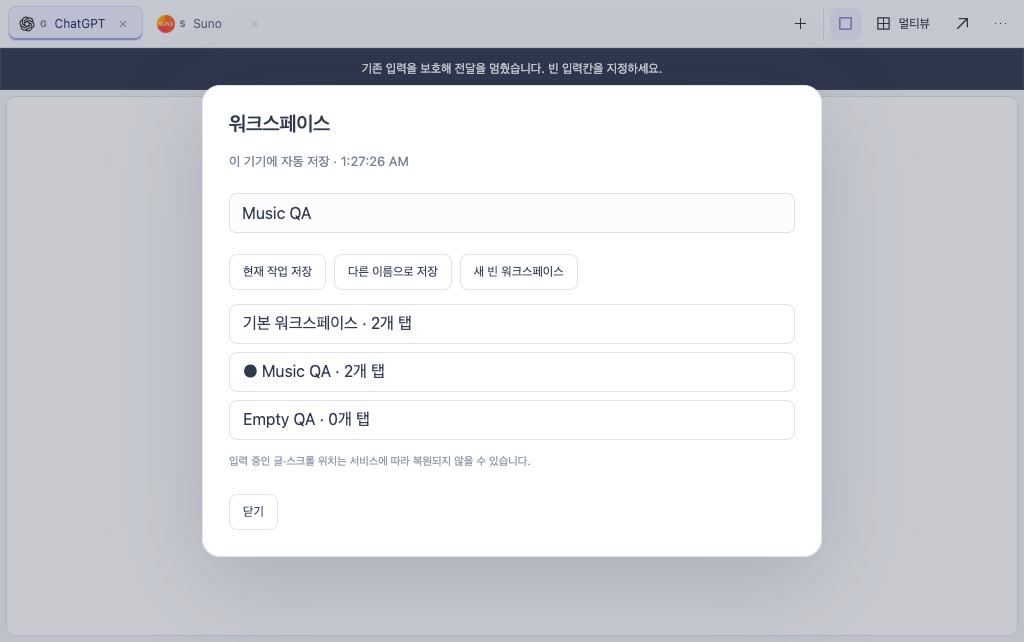 G ChatGPT × SUNO S Suno × + 멀티뷰 ···
기존 입력을 보호해 전달을 멈췄습니다. 빈 입력칸을 지정하세요.
워크스페이스
이 기기에 자동 저장 · 1:27:26 AM
Music QA
현재 작업 저장 다른 이름으로 저장 새 빈 워크스페이스
기본 워크스페이스 · 2개 탭
● Music QA · 2개 탭
Empty QA · 0개 탭
입력 중인 글·스크롤 위치는 서비스에 따라 복원되지 않을 수 있습니다.
닫기